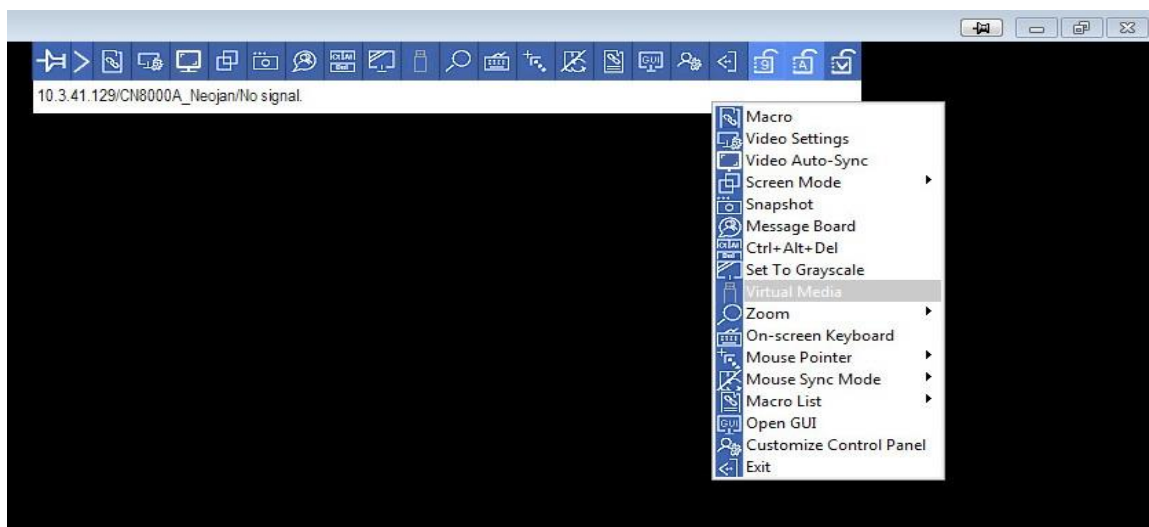 10.3.41.129/CN8000A_Neojan/No signal.
Macro
Video Settings
Video Auto-Sync
Screen Mode
Snapshot
Message Board
Ctrl+Alt+Del
Set To Grayscale
Virtual Media
Zoom
On-screen Keyboard
Mouse Pointer
Mouse Sync Mode
Macro List
Open GUI
Customize Control Panel
Exit